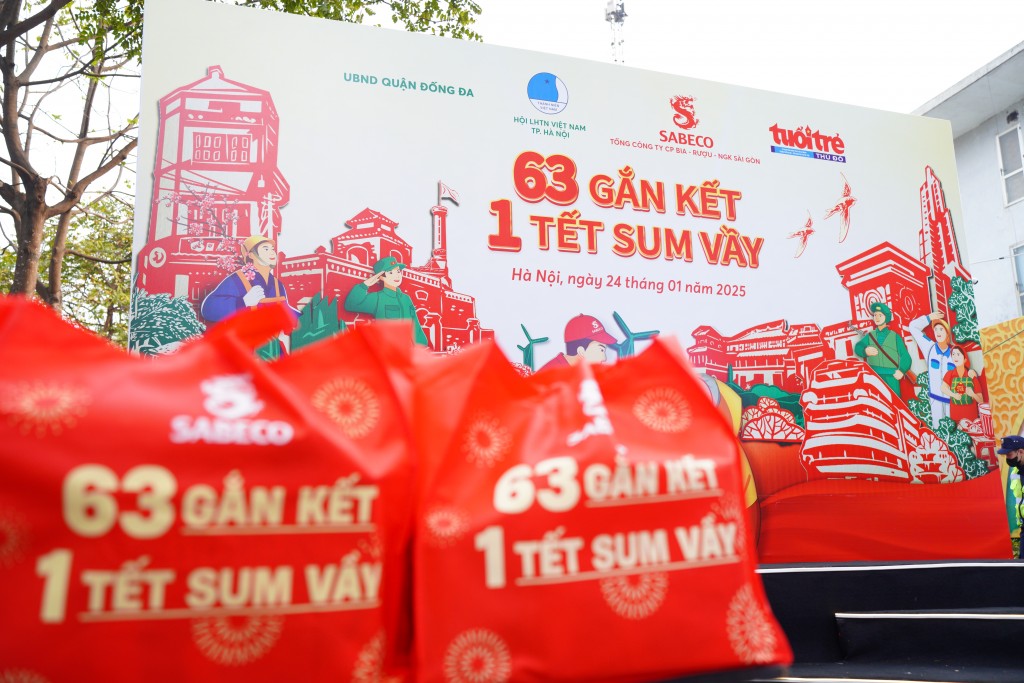 UBND QUẬN ĐỐNG ĐA
HỘI LHTN VIỆT NAM
TP. HÀ NỘI
SABECO
TỔNG CÔNG TY CP BIA - RƯỢU - NGK SÀI GÒN
tuổi trẻ
THỦ ĐÔ
63 GẮN KẾT
1 TẾT SUM VẦY
Hà Nội, ngày 24 tháng 01 năm 2025
SABECO
63 GẮN KẾT
1 TẾT SUM VẦY
63 GẮN KẾT
1 TẾT SUM VẦY